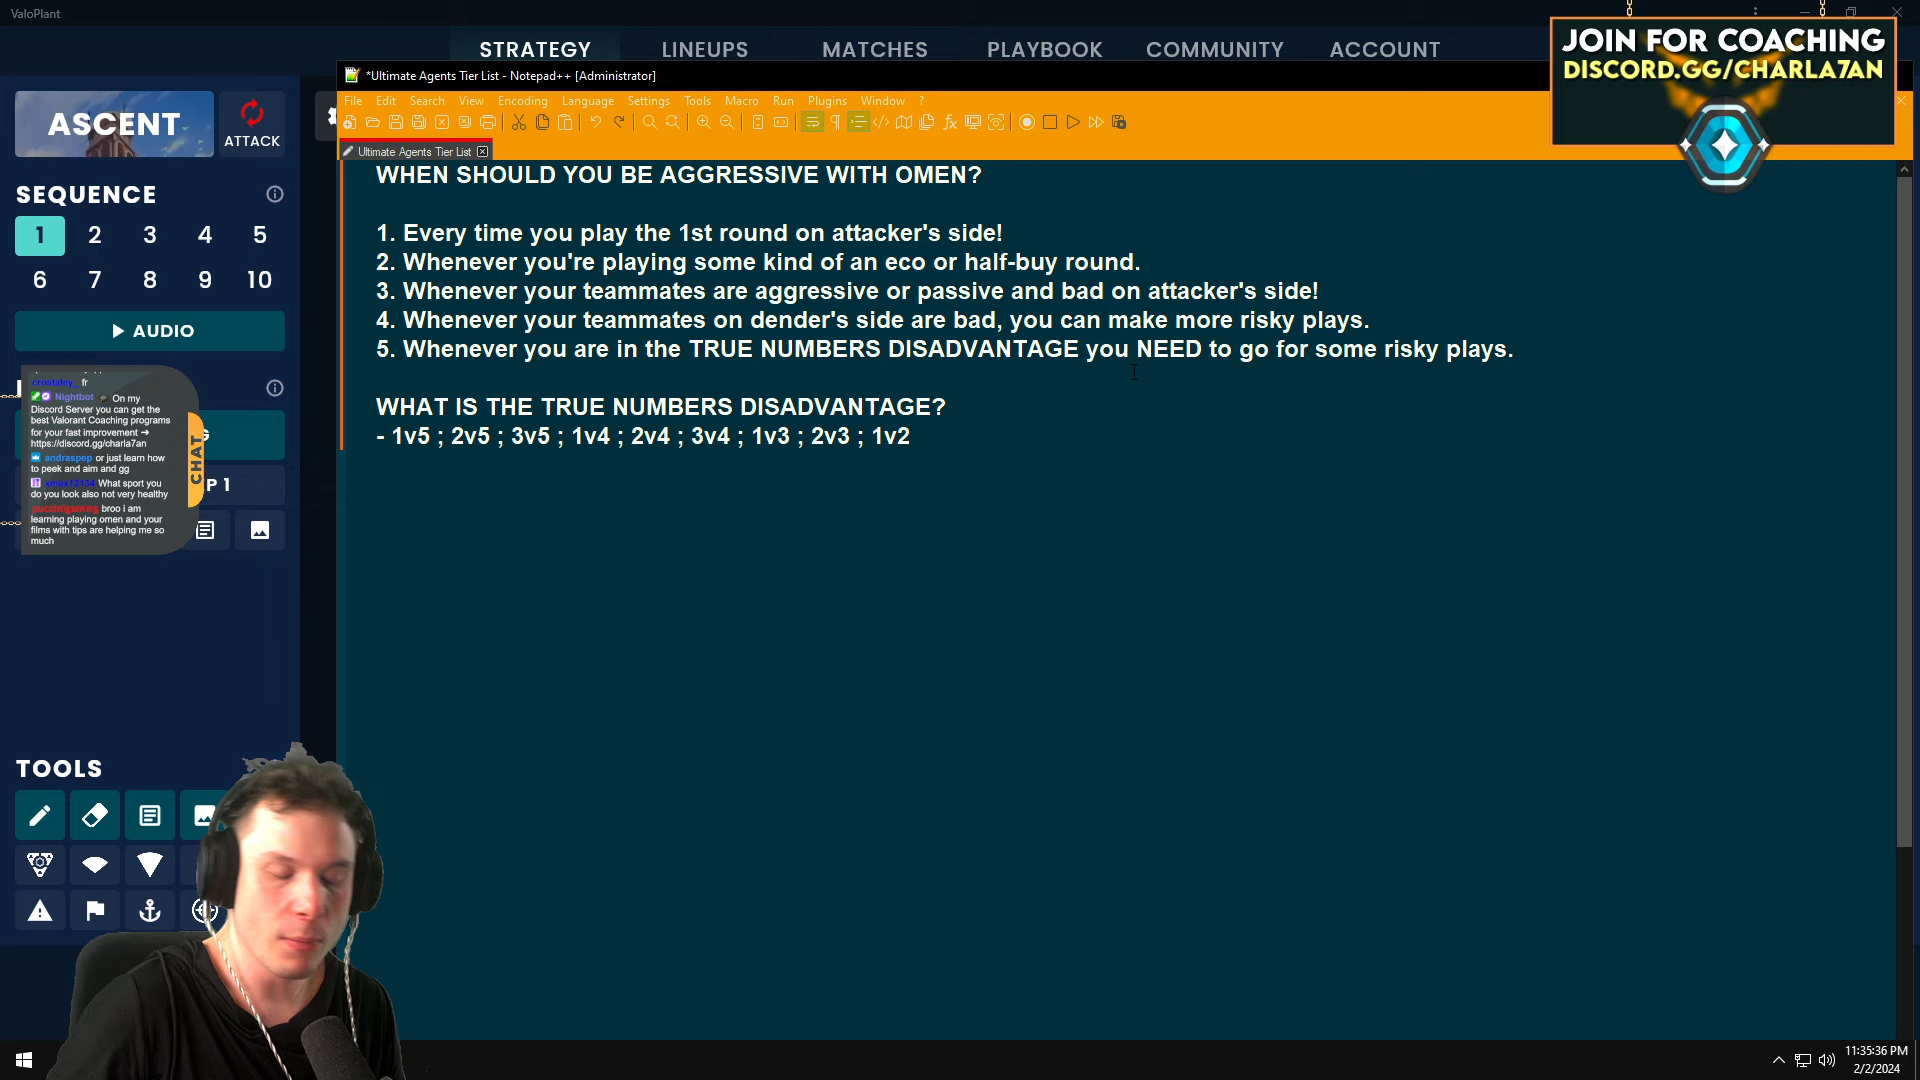 ValoPlant
STRATEGY
LINEUPS
MATCHES
PLAYBOOK
COMMUNITY
ACCOUNT
JOIN FOR COACHING
DISCORD.GG/CHARLA7AN
*Ultimate Agents Tier List - Notepad++ [Administrator]
File Edit Search View Encoding Language Settings Tools Macro Run Plugins Window ?
Ultimate Agents Tier List
ASCENT
ATTACK
SEQUENCE
1 2 3 4 5
6 7 8 9 10
AUDIO
WHEN SHOULD YOU BE AGGRESSIVE WITH OMEN?
1. Every time you play the 1st round on attacker's side!
2. Whenever you're playing some kind of an eco or half-buy round.
3. Whenever your teammates are aggressive or passive and bad on attacker's side!
4. Whenever your teammates on dender's side are bad, you can make more risky plays.
5. Whenever you are in the TRUE NUMBERS DISADVANTAGE you NEED to go for some risky plays.
WHAT IS THE TRUE NUMBERS DISADVANTAGE?
- 1v5 ; 2v5 ; 3v5 ; 1v4 ; 2v4 ; 3v4 ; 1v3 ; 2v3 ; 1v2
crostaley_ fr
Nightbot On my
Discord Server you can get the
best Valorant Coaching programs
for your fast improvement ➜
https://discord.gg/charla7an
andraspep or just learn how
to peek and aim and gg
xmax12134 What sport you
do you look also not very healthy
broo i am
learning playing omen and your
films with tips are helping me so
much
CHAT
G
P 1
TOOLS
11:35:36 PM
2/2/2024